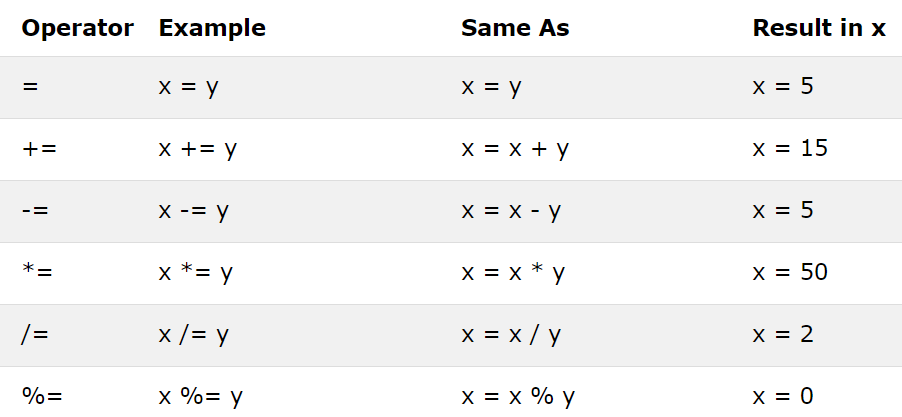 Operator Example Same As Result in x
= x = y x = y x = 5
+= x += y x = x + y x = 15
-= x -= y x = x - y x = 5
*= x *= y x = x * y x = 50
/= x /= y x = x / y x = 2
%= x %= y x = x % y x = 0